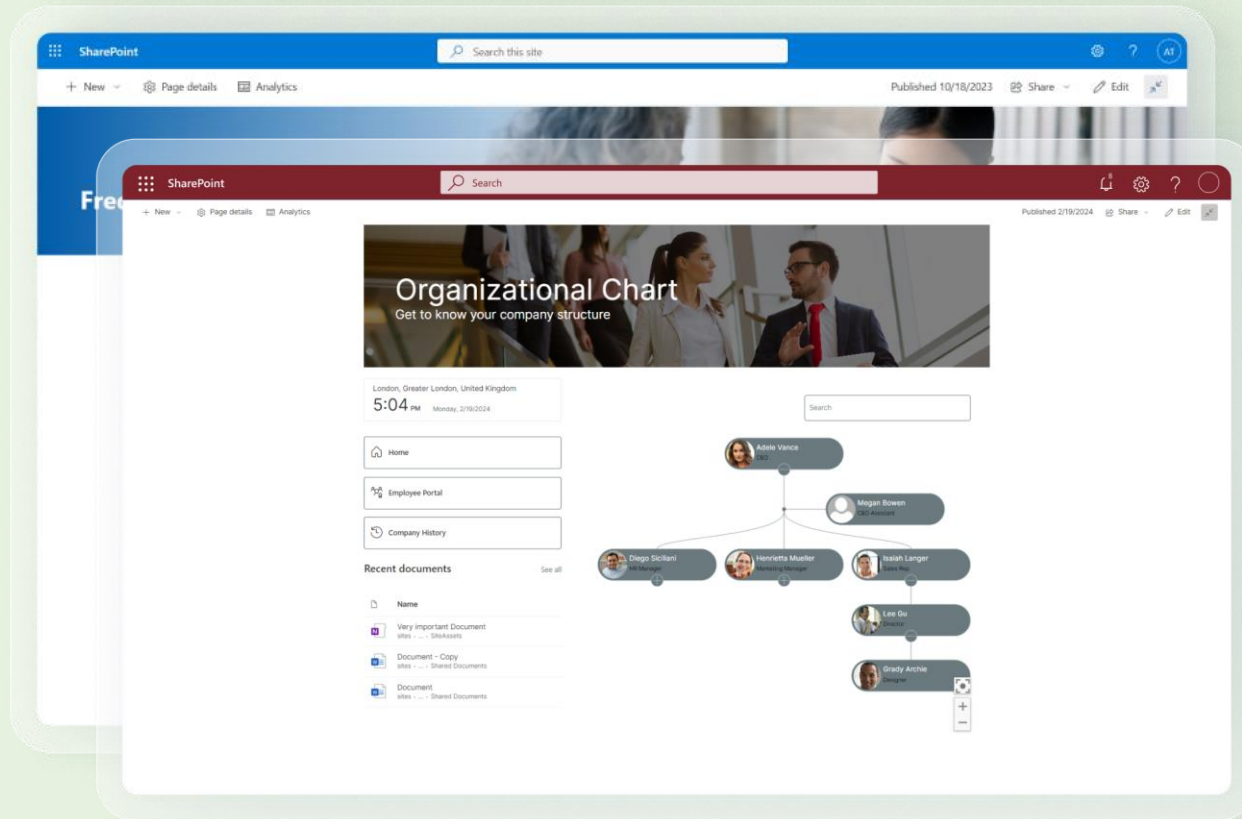 SharePoint
Search this site
? AT
+ New
Page details
Analytics
Published 10/18/2023
Share
Edit
SharePoint
Search
?
+ New
Page details
Analytics
Published 2/19/2024
Share
Edit
Organizational Chart
Get to know your company structure
London, Greater London, United Kingdom
5:04 PM Monday, 2/19/2024
Home
Employee Portal
Company History
Recent documents
See all
Name
Very important Document
sites - ... - SiteAssets
Document - Copy
sites - ... - Shared Documents
Document
sites - ... - Shared Documents
Search
Adele Vance
CEO
Megan Bowen
CEO Assistant
Diego Siciliani
HR Manager
Henrietta Mueller
Marketing Manager
Isaiah Langer
Sales Rep
Lee Gu
Director
Grady Archie
Designer
+
−